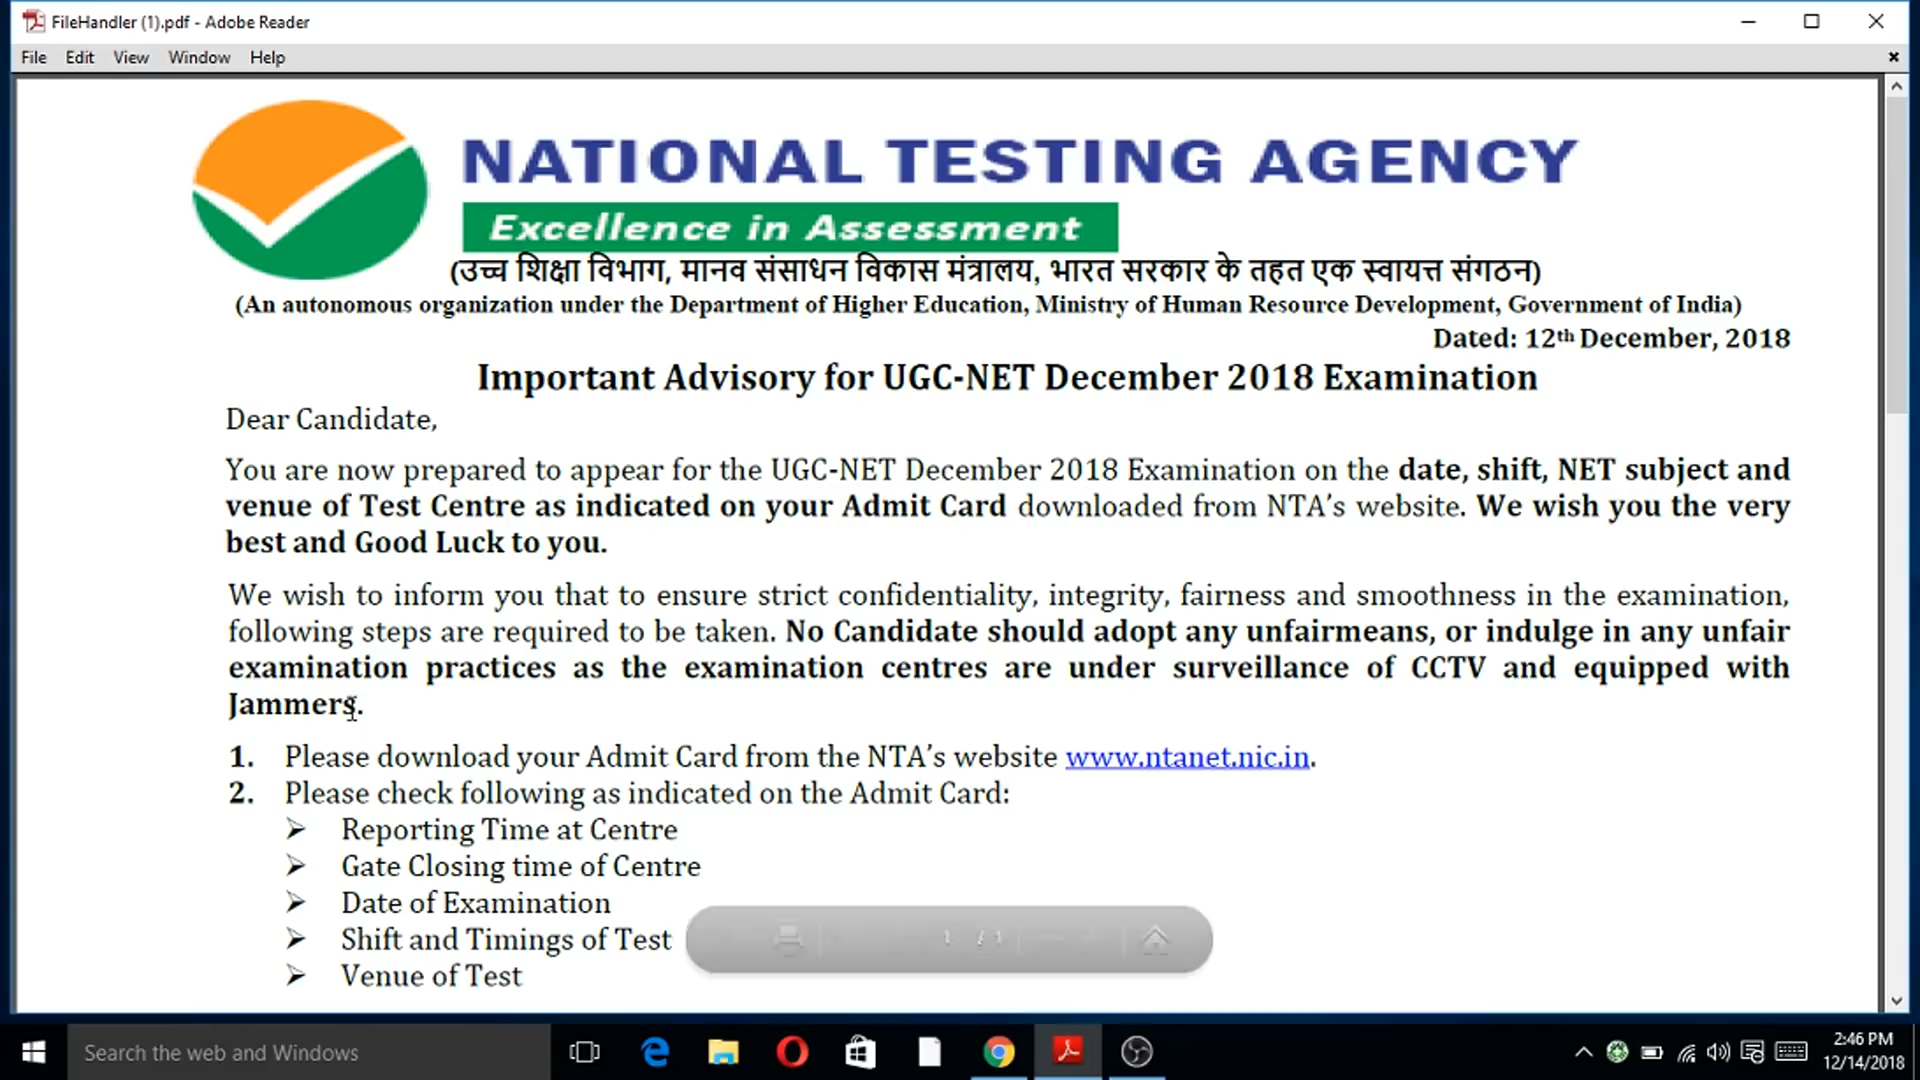 FileHandler (1).pdf - Adobe Reader
File Edit View Window Help
NATIONAL TESTING AGENCY
Excellence in Assessment
(उच्च शिक्षा विभाग, मानव संसाधन विकास मंत्रालय, भारत सरकार के तहत एक स्वायत्त संगठन)
(An autonomous organization under the Department of Higher Education, Ministry of Human Resource Development, Government of India)
Dated: 12th December, 2018
Important Advisory for UGC-NET December 2018 Examination
Dear Candidate,
You are now prepared to appear for the UGC-NET December 2018 Examination on the date, shift, NET subject and
venue of Test Centre as indicated on your Admit Card downloaded from NTA's website. We wish you the very
best and Good Luck to you.
We wish to inform you that to ensure strict confidentiality, integrity, fairness and smoothness in the examination,
following steps are required to be taken. No Candidate should adopt any unfairmeans, or indulge in any unfair
examination practices as the examination centres are under surveillance of CCTV and equipped with
Jammers.
1. Please download your Admit Card from the NTA's website www.ntanet.nic.in.
2. Please check following as indicated on the Admit Card:
➢ Reporting Time at Centre
➢ Gate Closing time of Centre
➢ Date of Examination
➢ Shift and Timings of Test
1 / 1
➢ Venue of Test
Search the web and Windows
2:46 PM
12/14/2018